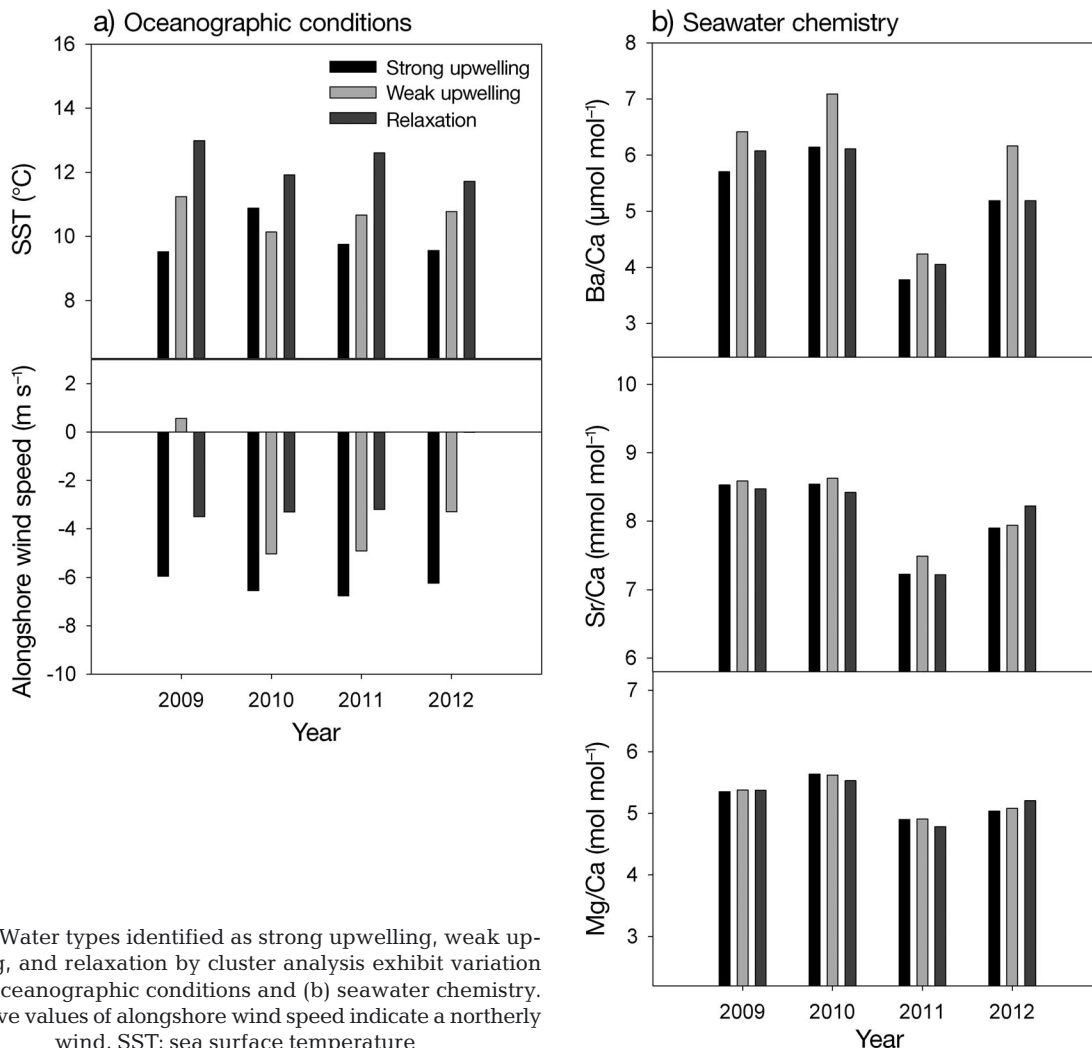 a) Oceanographic conditions
16
14
12
10
8
SST (°C)
Strong upwelling
Weak upwelling
Relaxation
2
0
-2
-4
-6
-8
-10
Alongshore wind speed (m s⁻¹)
2009 2010 2011 2012
Year
b) Seawater chemistry
8
7
6
5
4
3
Ba/Ca (µmol mol⁻¹)
10
9
8
7
6
Sr/Ca (mmol mol⁻¹)
7
6
5
4
3
Mg/Ca (mol mol⁻¹)
2009 2010 2011 2012
Year
Water types identified as strong upwelling, weak up-
g, and relaxation by cluster analysis exhibit variation
ceanographic conditions and (b) seawater chemistry.
ve values of alongshore wind speed indicate a northerly
wind. SST: sea surface temperature